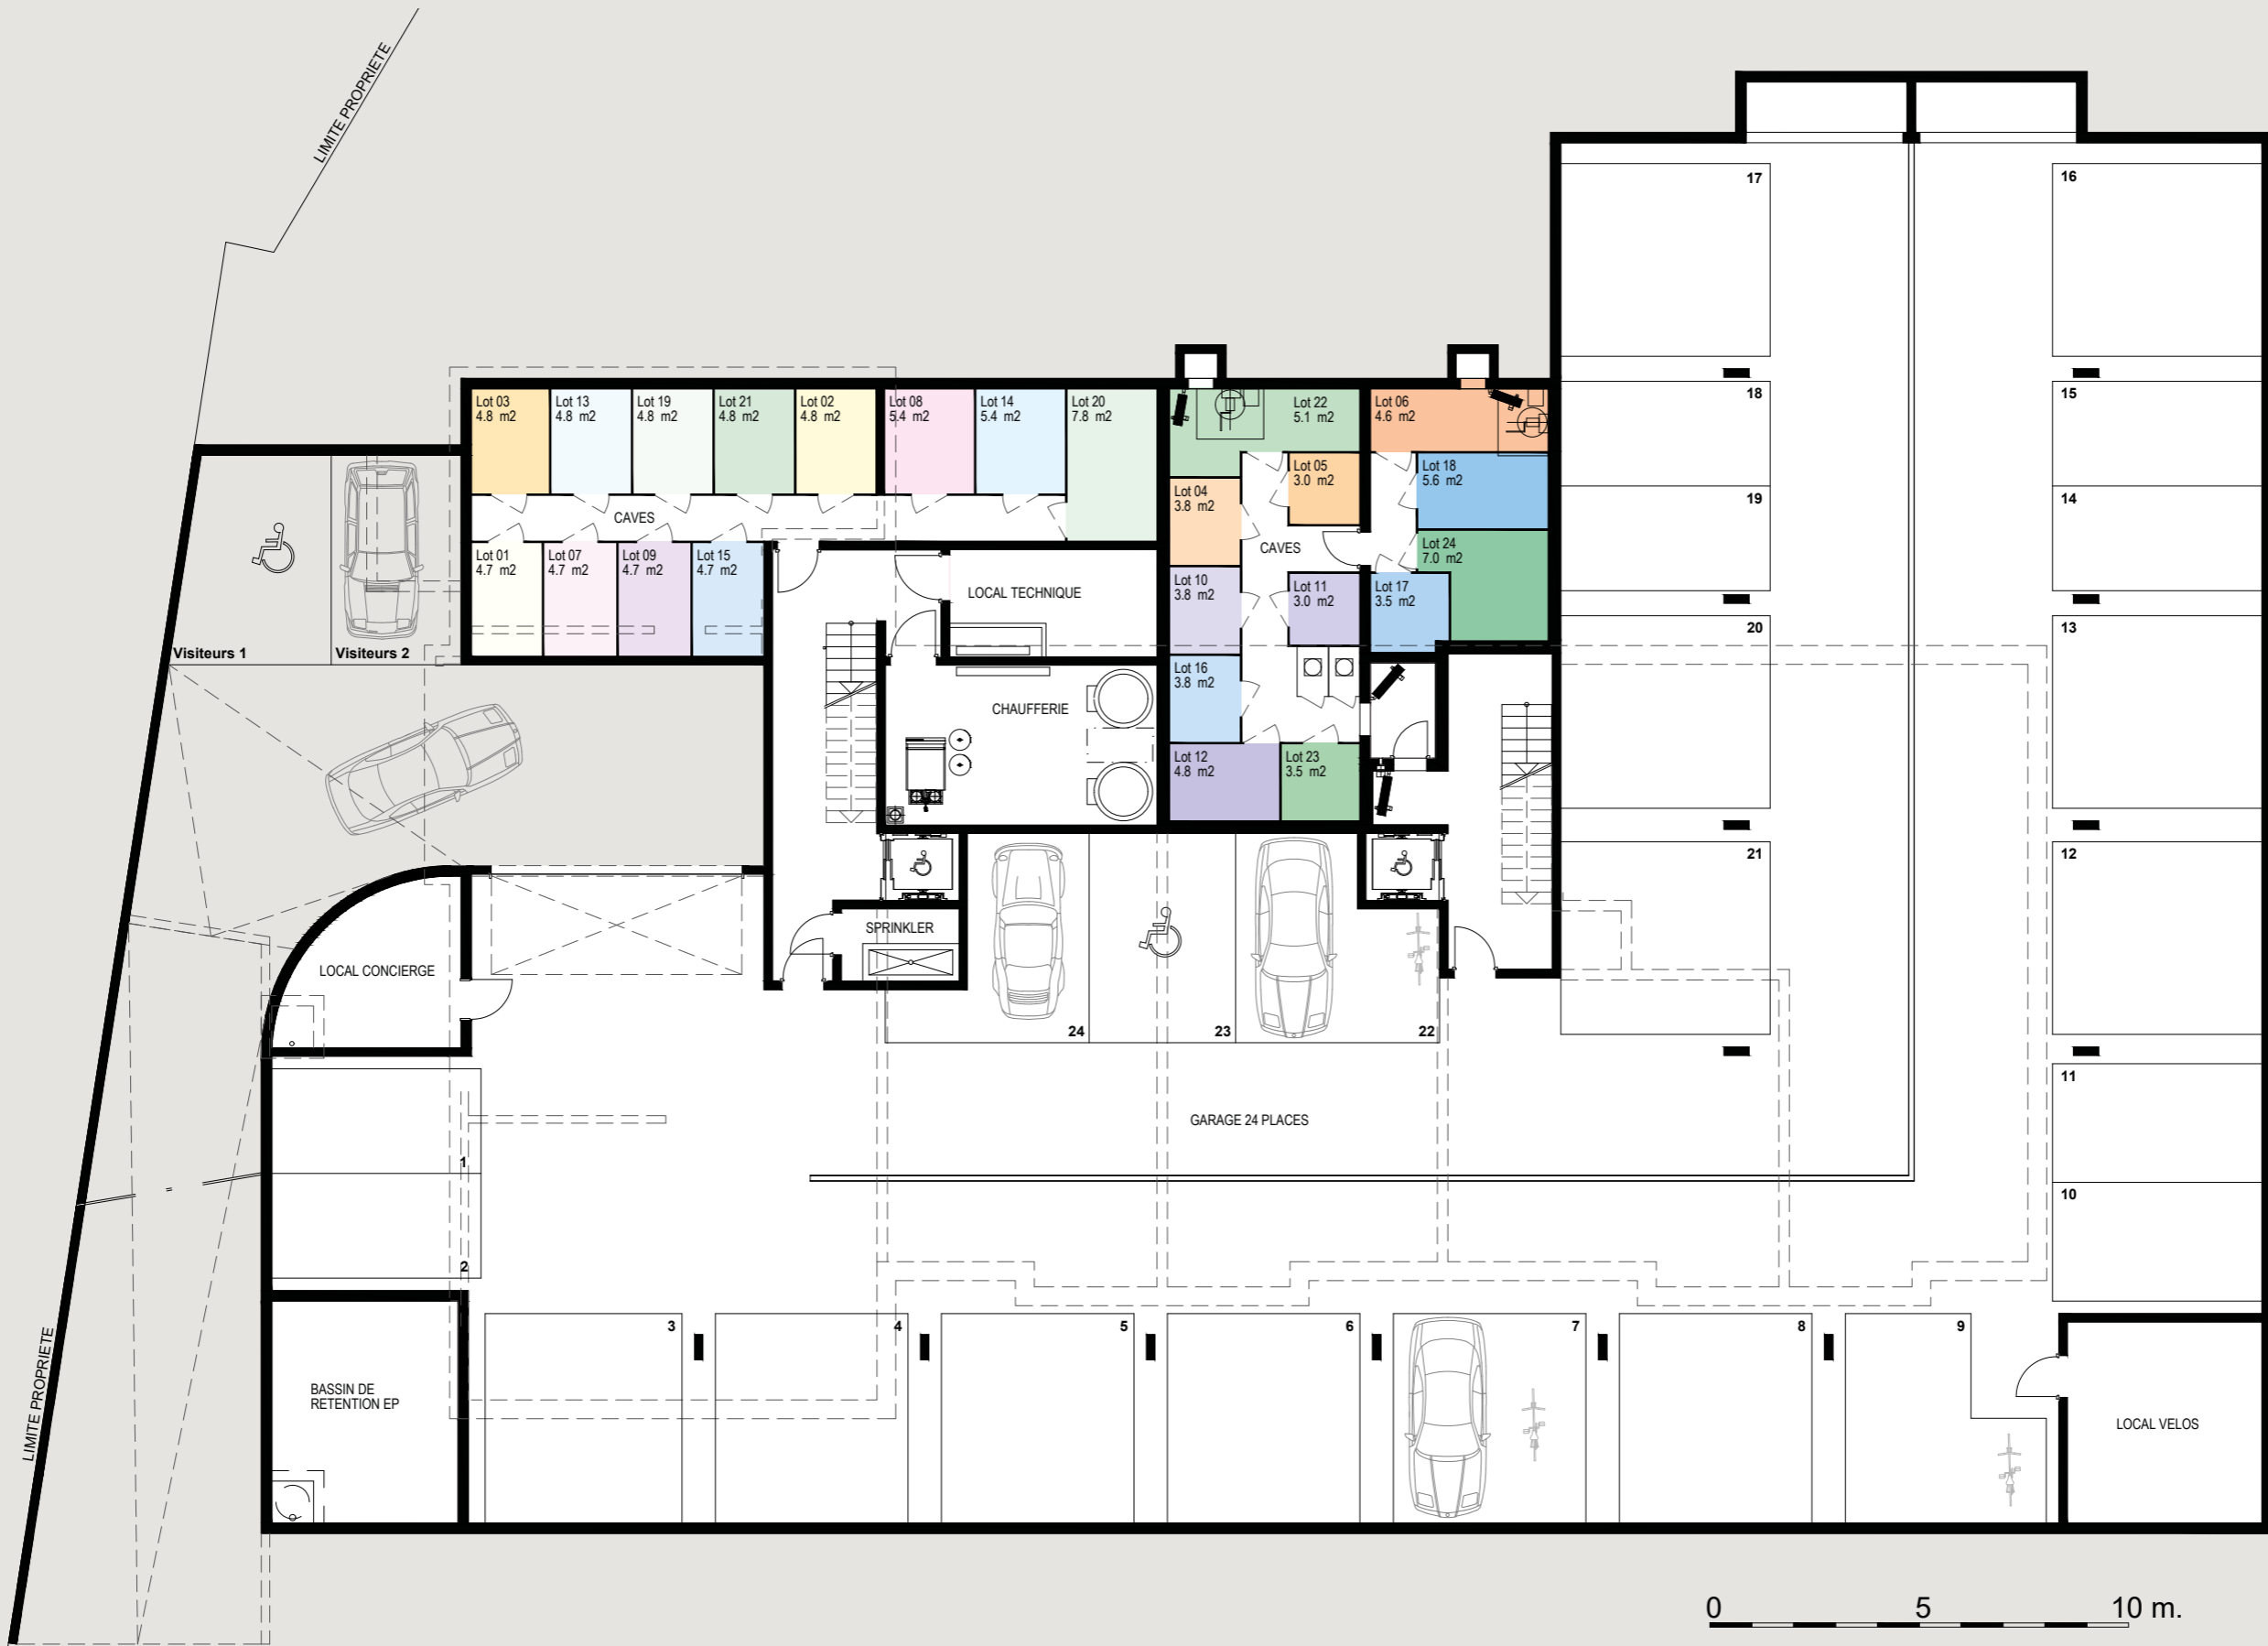 LIMITE PROPRIETE
17
16
18
15
19
14
20
13
21
12
11
10
Lot 03
4.8 m2
Lot 13
4.8 m2
Lot 19
4.8 m2
Lot 21
4.8 m2
Lot 02
4.8 m2
Lot 08
5.4 m2
Lot 14
5.4 m2
Lot 20
7.8 m2
Lot 22
5.1 m2
Lot 06
4.6 m2
Lot 05
3.0 m2
Lot 18
5.6 m2
Lot 04
3.8 m2
CAVES
CAVES
Lot 24
7.0 m2
Lot 01
4.7 m2
Lot 07
4.7 m2
Lot 09
4.7 m2
Lot 15
4.7 m2
Lot 10
3.8 m2
Lot 11
3.0 m2
Lot 17
3.5 m2
LOCAL TECHNIQUE
Visiteurs 1
Visiteurs 2
Lot 16
3.8 m2
CHAUFFERIE
Lot 12
4.8 m2
Lot 23
3.5 m2
SPRINKLER
LOCAL CONCIERGE
24
23
22
GARAGE 24 PLACES
1
2
3
4
5
6
7
8
9
BASSIN DE
RETENTION EP
LOCAL VELOS
LIMITE PROPRIETE
0 5 10 m.